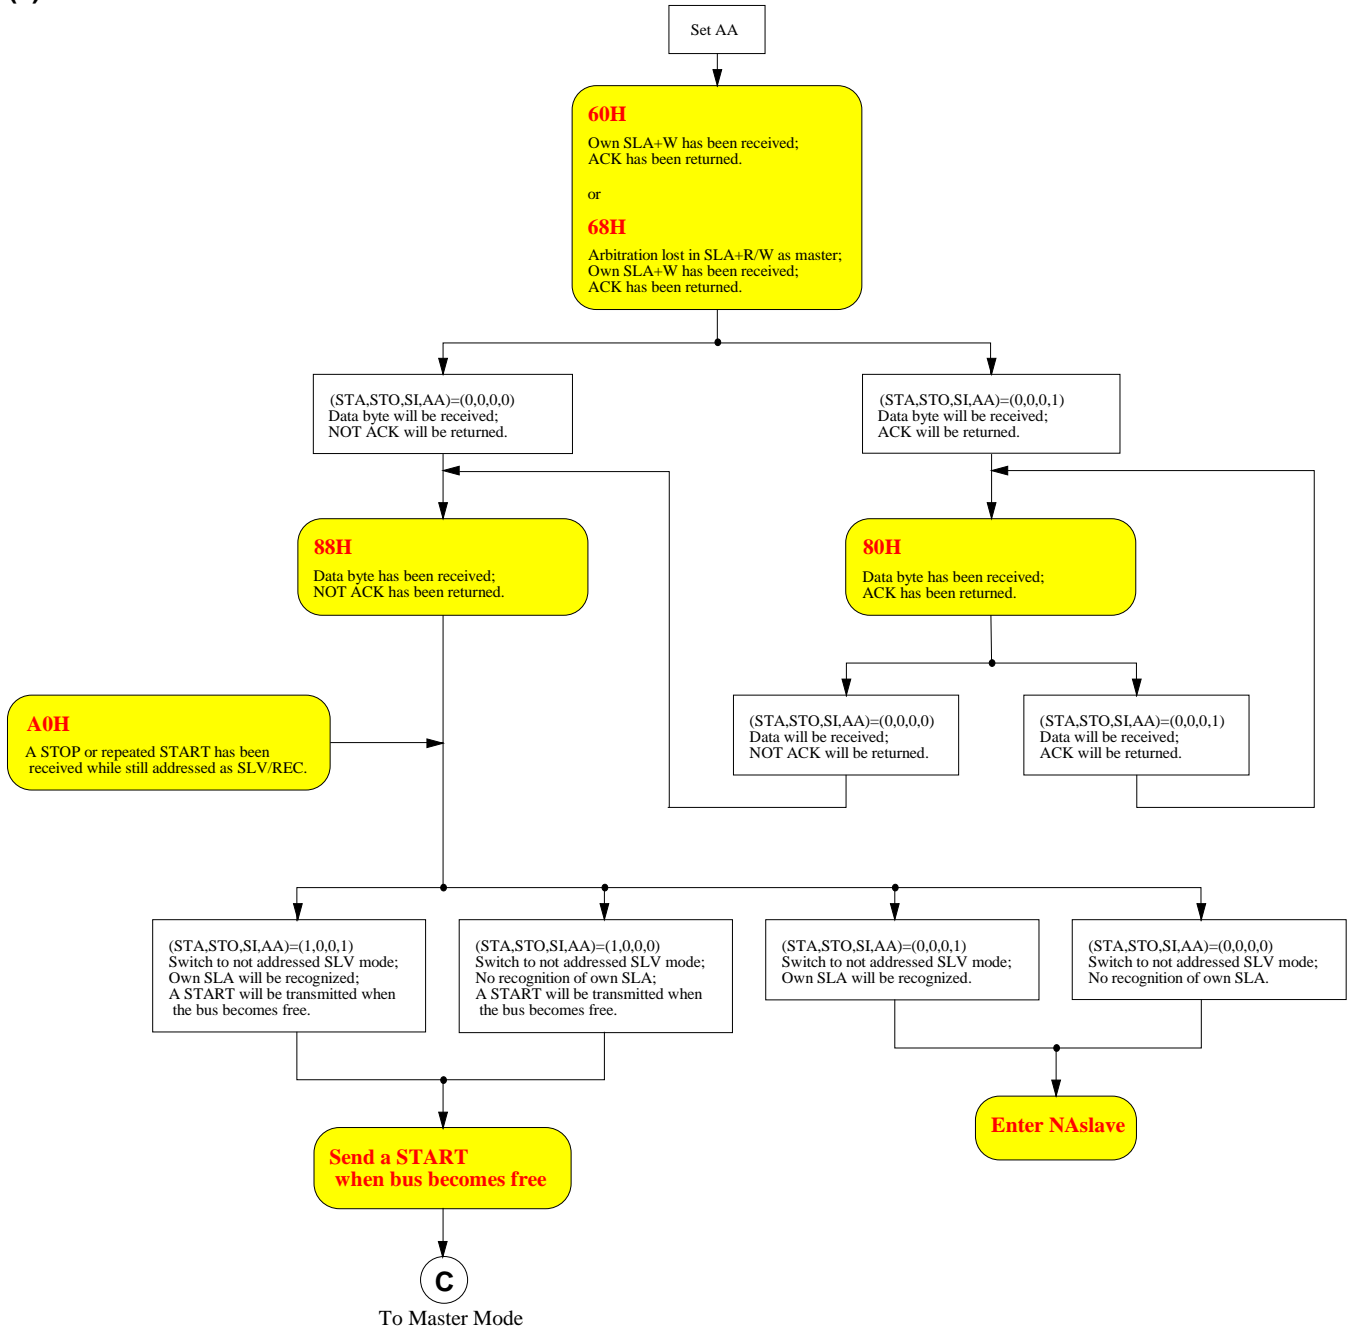 Set AA
60H
Own SLA+W has been received;
ACK has been returned.
or
68H
Arbitration lost in SLA+R/W as master;
Own SLA+W has been received;
ACK has been returned.
(STA,STO,SI,AA)=(0,0,0,0)
Data byte will be received;
NOT ACK will be returned.
(STA,STO,SI,AA)=(0,0,0,1)
Data byte will be received;
ACK will be returned.
88H
Data byte has been received;
NOT ACK has been returned.
80H
Data byte has been received;
ACK has been returned.
A0H
A STOP or repeated START has been
received while still addressed as SLV/REC.
(STA,STO,SI,AA)=(0,0,0,0)
Data will be received;
NOT ACK will be returned.
(STA,STO,SI,AA)=(0,0,0,1)
Data will be received;
ACK will be returned.
(STA,STO,SI,AA)=(1,0,0,1)
Switch to not addressed SLV mode;
Own SLA will be recognized;
A START will be transmitted when
the bus becomes free.
(STA,STO,SI,AA)=(1,0,0,0)
Switch to not addressed SLV mode;
No recognition of own SLA;
A START will be transmitted when
the bus becomes free.
(STA,STO,SI,AA)=(0,0,0,1)
Switch to not addressed SLV mode;
Own SLA will be recognized.
(STA,STO,SI,AA)=(0,0,0,0)
Switch to not addressed SLV mode;
No recognition of own SLA.
Send a START
when bus becomes free
Enter NAslave
C
To Master Mode